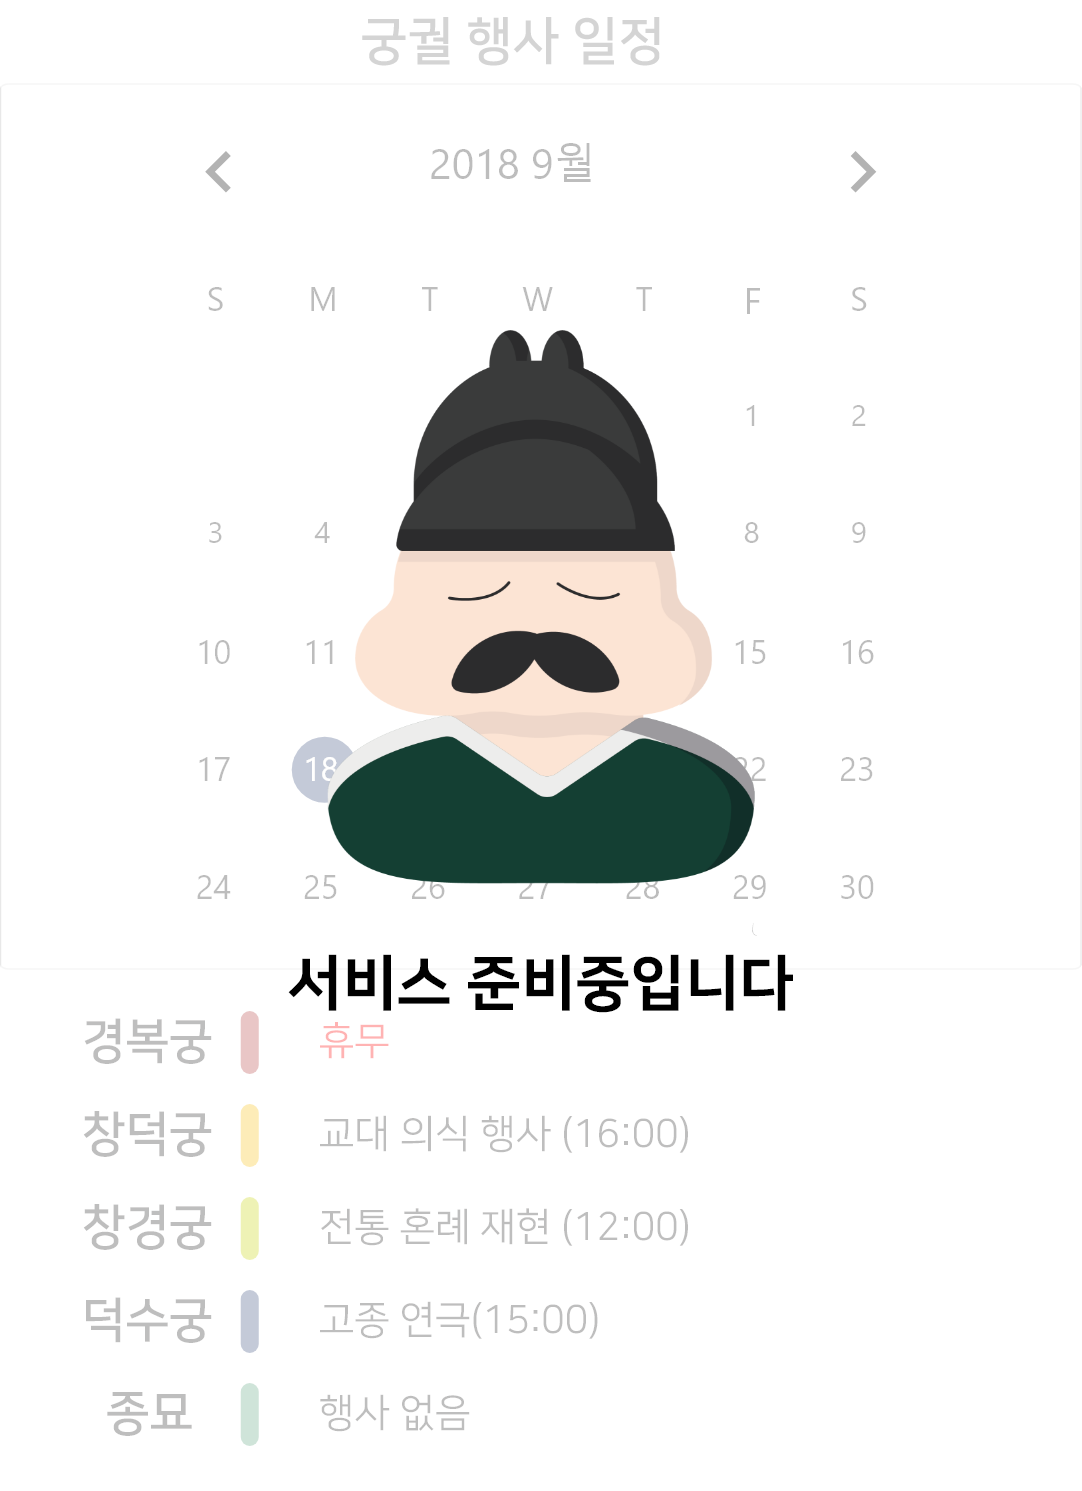 궁궐 행사 일정
2018 9월
S M T W T F S
1 2
3 4 8 9
10 11 15 16
17 18 22 23
24 25 26 27 28 29 30
서비스 준비중입니다
경복궁 휴무
창덕궁 교대 의식 행사 (16:00)
창경궁 전통 혼례 재현 (12:00)
덕수궁 고종 연극(15:00)
종묘 행사 없음